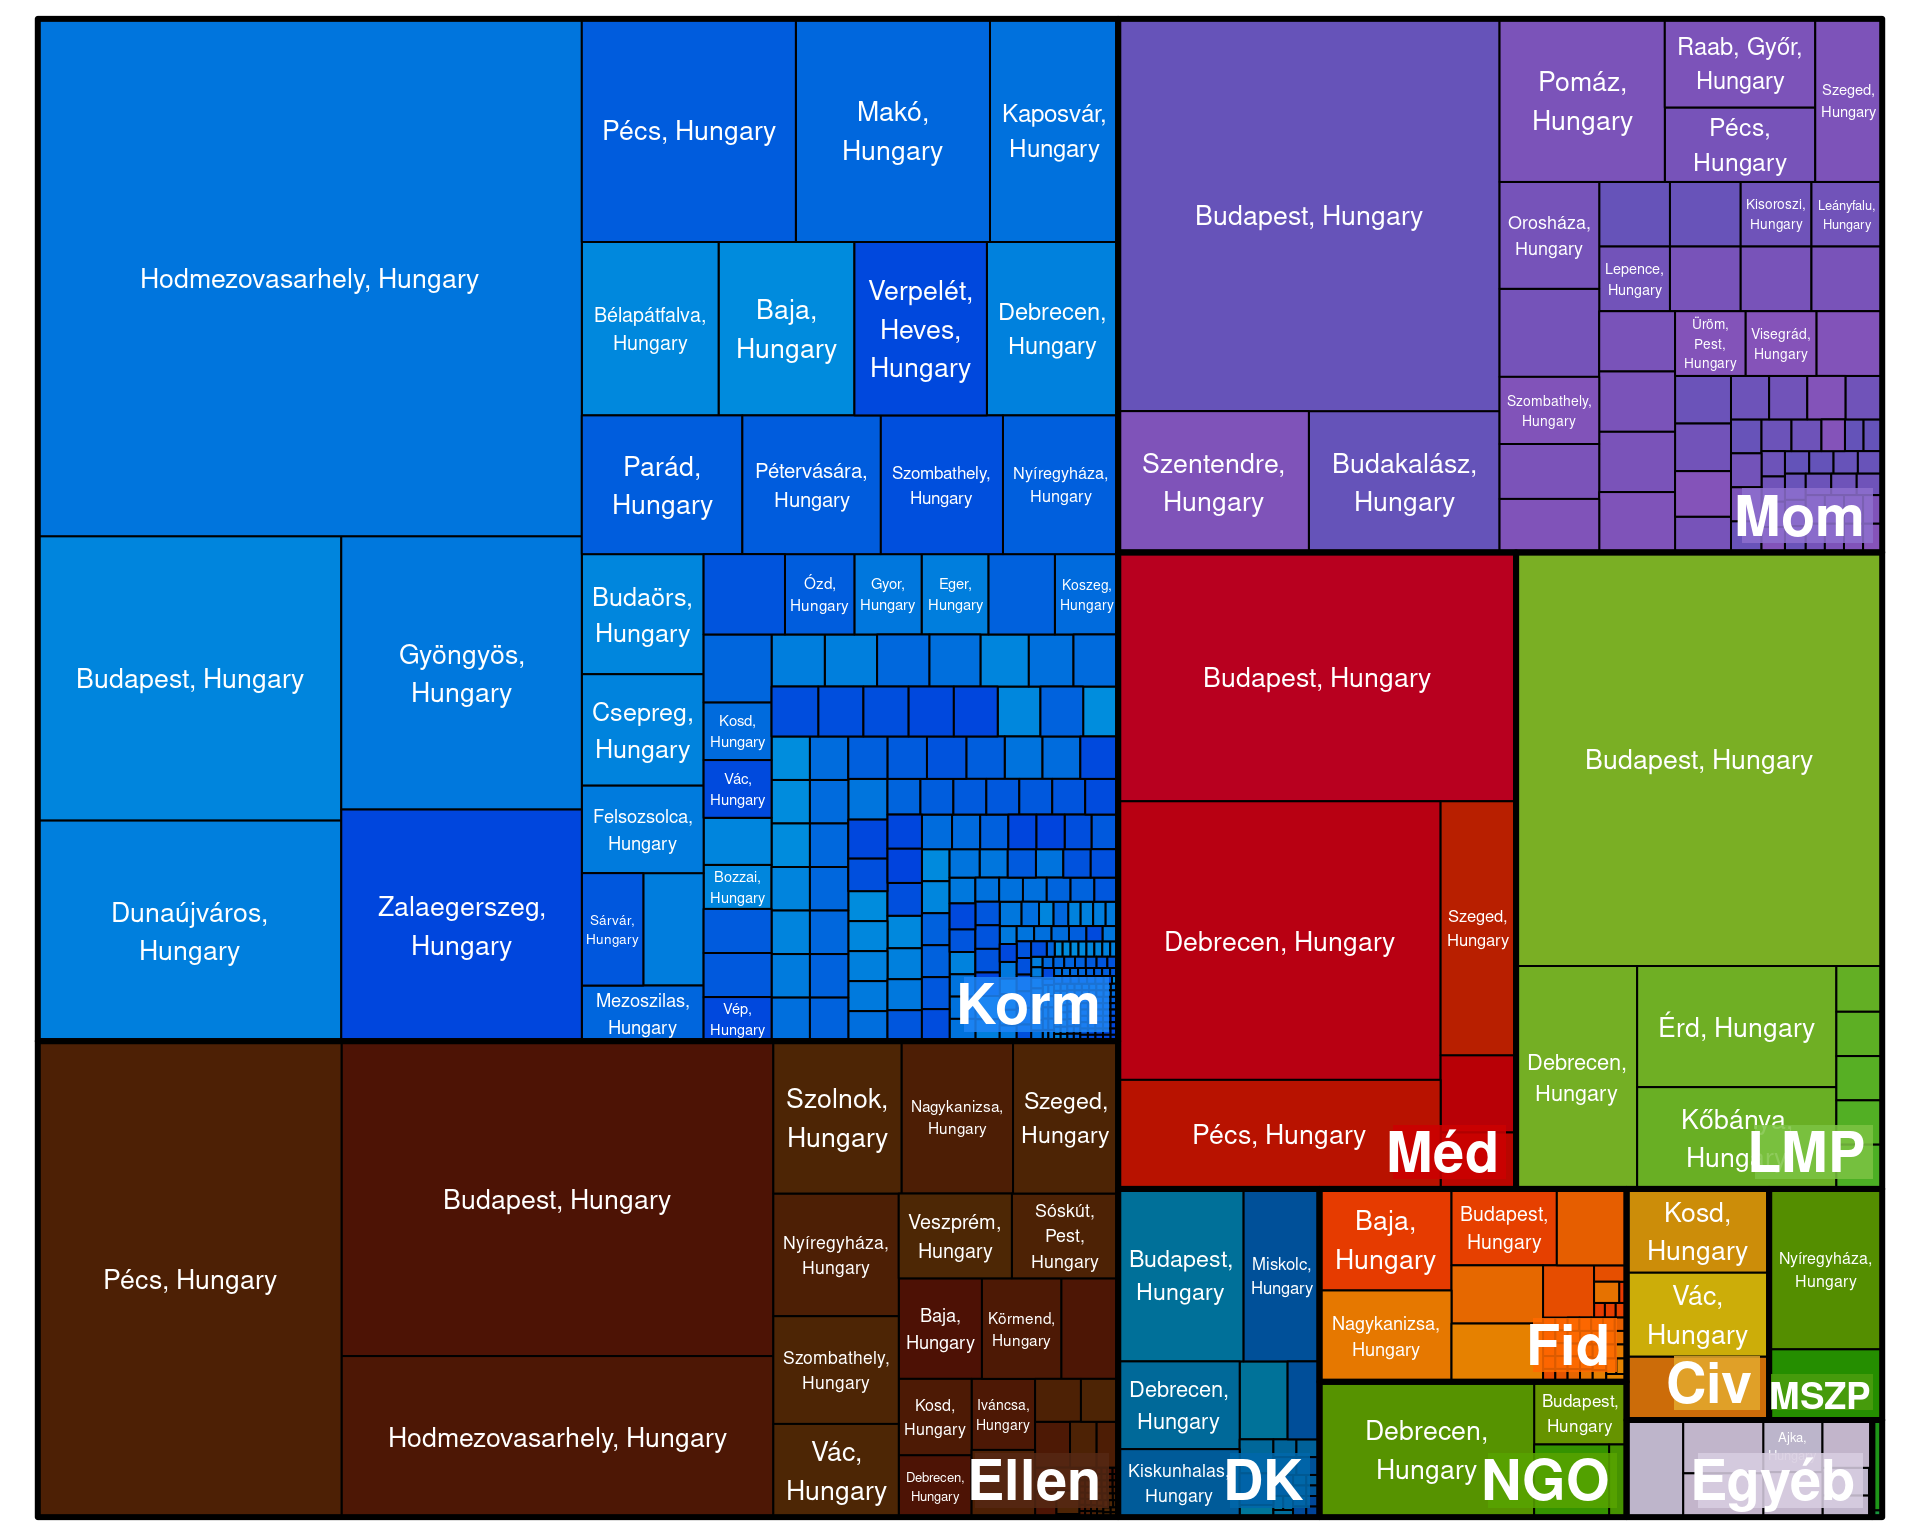 Hodmezovasarhely, Hungary
Budapest, Hungary
Gyöngyös,
Hungary
Dunaújváros,
Hungary
Zalaegerszeg,
Hungary
Pécs, Hungary
Makó,
Hungary
Kaposvár,
Hungary
Bélapátfalva,
Hungary
Baja,
Hungary
Verpelét,
Heves,
Hungary
Debrecen,
Hungary
Parád,
Hungary
Pétervására,
Hungary
Szombathely,
Hungary
Nyíregyháza,
Hungary
Budaörs,
Hungary
Ózd,
Hungary
Gyor,
Hungary
Eger,
Hungary
Koszeg,
Hungary
Csepreg,
Hungary
Kosd,
Hungary
Vác,
Hungary
Felsozsolca,
Hungary
Bozzai,
Hungary
Sárvár,
Hungary
Mezoszilas,
Hungary
Vép,
Hungary
Korm
Budapest, Hungary
Pomáz,
Hungary
Raab, Győr,
Hungary
Pécs,
Hungary
Szeged,
Hungary
Orosháza,
Hungary
Kisoroszi,
Hungary
Leányfalu,
Hungary
Lepence,
Hungary
Üröm,
Pest,
Hungary
Visegrád,
Hungary
Szombathely,
Hungary
Szentendre,
Hungary
Budakalász,
Hungary
Mom
Budapest, Hungary
Debrecen, Hungary
Szeged,
Hungary
Pécs, Hungary
Méd
Budapest, Hungary
Debrecen,
Hungary
Érd, Hungary
Kőbánya,
Hungary
LMP
Pécs, Hungary
Budapest, Hungary
Hodmezovasarhely, Hungary
Szolnok,
Hungary
Nagykanizsa,
Hungary
Szeged,
Hungary
Nyíregyháza,
Hungary
Veszprém,
Hungary
Sóskút,
Pest,
Hungary
Szombathely,
Hungary
Baja,
Hungary
Körmend,
Hungary
Vác,
Hungary
Kosd,
Hungary
Iváncsa,
Hungary
Debrecen,
Hungary
Ellen
Budapest,
Hungary
Miskolc,
Hungary
Debrecen,
Hungary
Kiskunhalas,
Hungary
DK
Baja,
Hungary
Budapest,
Hungary
Nagykanizsa,
Hungary
Fid
Debrecen,
Hungary
Budapest,
Hungary
NGO
Kosd,
Hungary
Vác,
Hungary
Civ
Nyíregyháza,
Hungary
MSZP
Ajka,
Egyéb